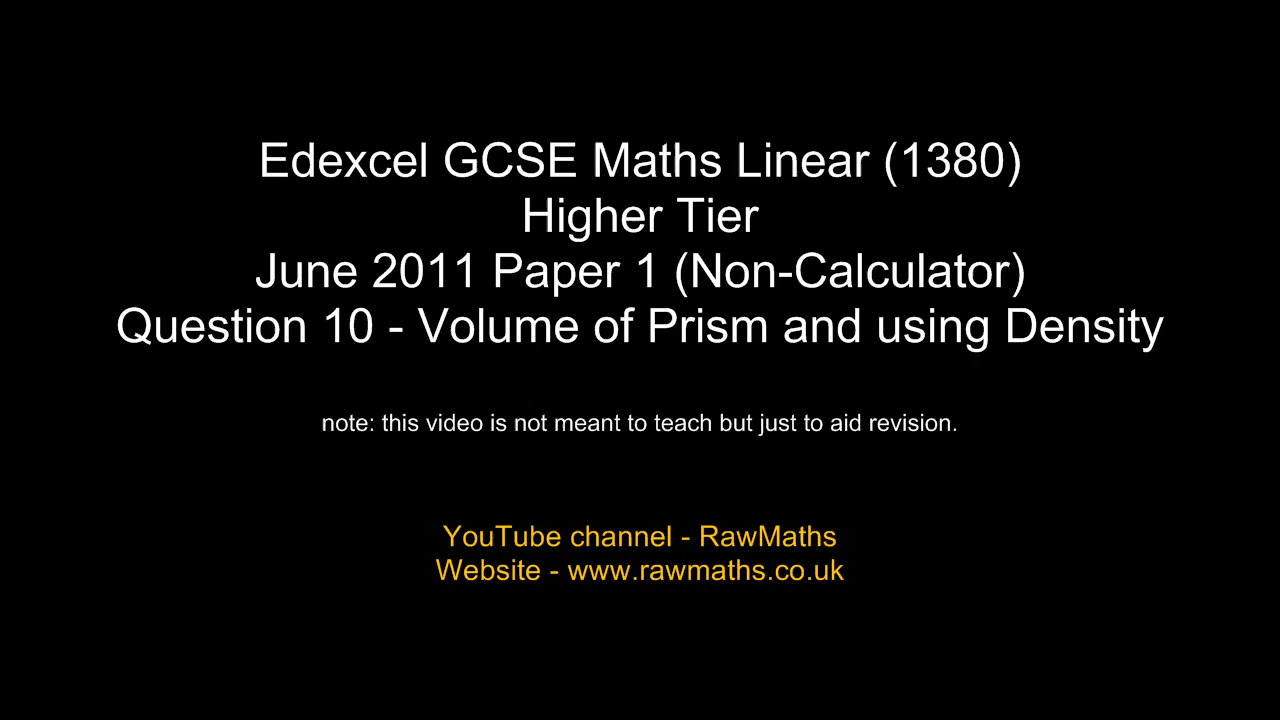 Edexcel GCSE Maths Linear (1380)
Higher Tier
June 2011 Paper 1 (Non-Calculator)
Question 10 - Volume of Prism and using Density
note: this video is not meant to teach but just to aid revision.
YouTube channel - RawMaths
Website - www.rawmaths.co.uk